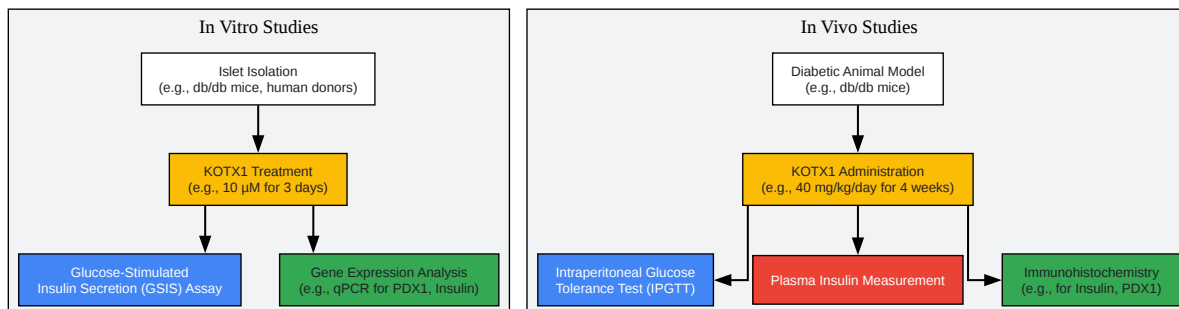 In Vitro Studies
Islet Isolation
(e.g., db/db mice, human donors)
KOTX1 Treatment
(e.g., 10 µM for 3 days)
Glucose-Stimulated
Insulin Secretion (GSIS) Assay
Gene Expression Analysis
(e.g., qPCR for PDX1, Insulin)
In Vivo Studies
Diabetic Animal Model
(e.g., db/db mice)
KOTX1 Administration
(e.g., 40 mg/kg/day for 4 weeks)
Intraperitoneal Glucose
Tolerance Test (IPGTT)
Plasma Insulin Measurement
Immunohistochemistry
(e.g., for Insulin, PDX1)